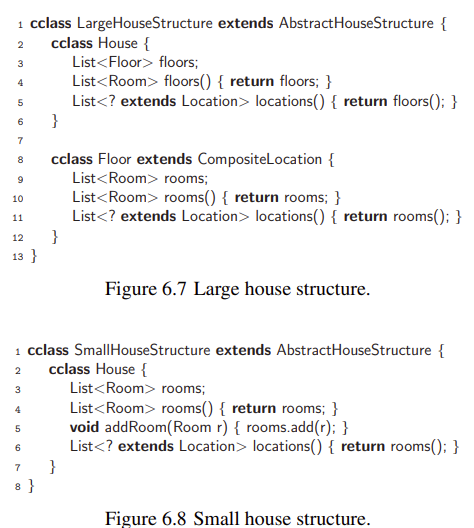 1 cclass LargeHouseStructure extends AbstractHouseStructure {
2 cclass House {
3 List<Floor> floors;
4 List<Room> floors() { return floors; }
5 List<? extends Location> locations() { return floors(); }
6 }
7
8 cclass Floor extends CompositeLocation {
9 List<Room> rooms;
10 List<Room> rooms() { return rooms; }
11 List<? extends Location> locations() { return rooms(); }
12 }
13 }
Figure 6.7 Large house structure.
1 cclass SmallHouseStructure extends AbstractHouseStructure {
2 cclass House {
3 List<Room> rooms;
4 List<Room> rooms() { return rooms; }
5 void addRoom(Room r) { rooms.add(r); }
6 List<? extends Location> locations() { return rooms(); }
7 }
8 }
Figure 6.8 Small house structure.